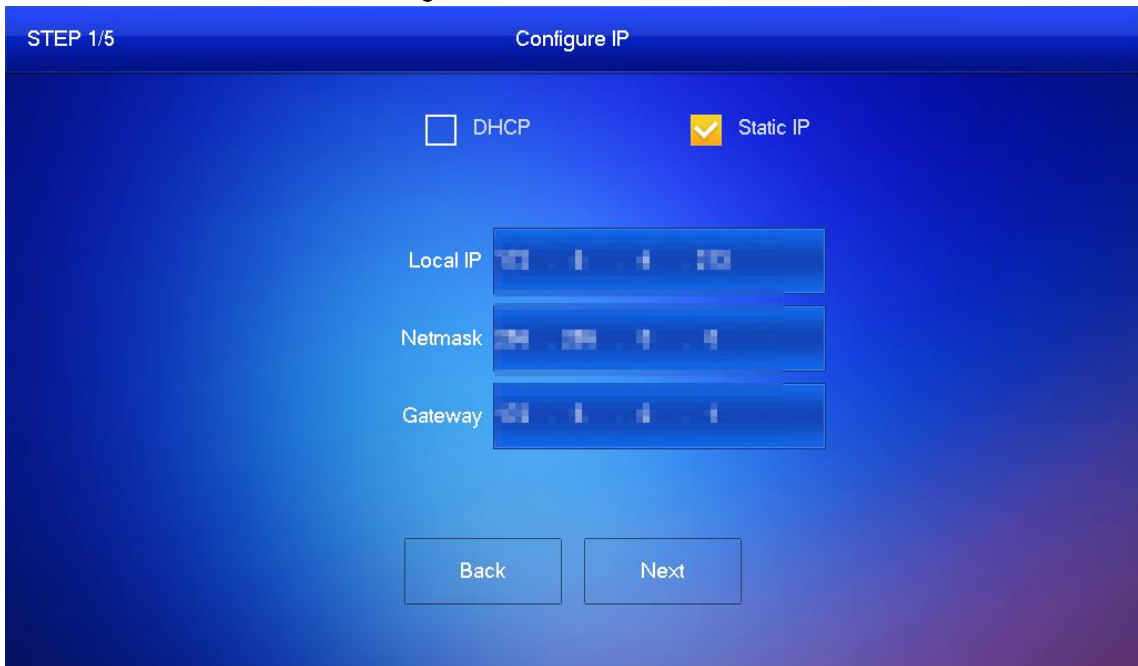 STEP 1/5
Configure IP
DHCP
Static IP
Local IP
Netmask
Gateway
Back
Next